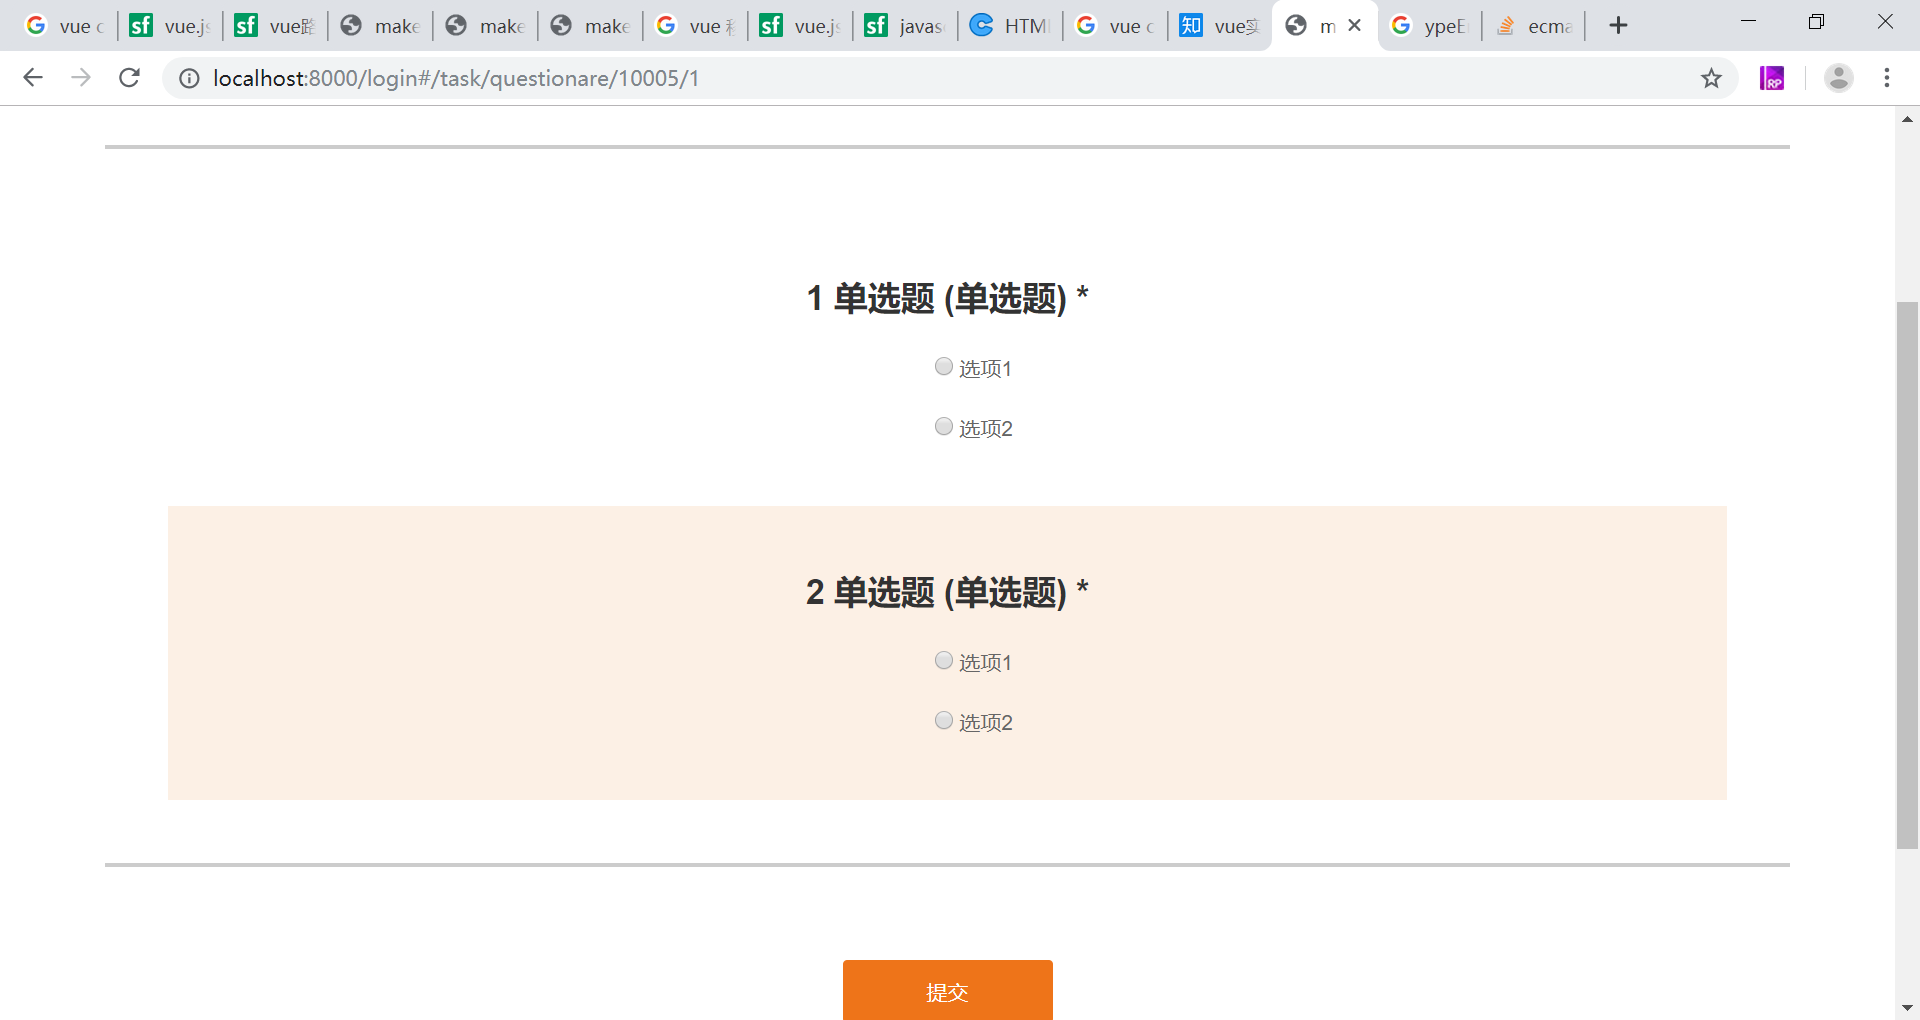 vue
vue.js
vue路
make
make
make
vue
vue.js
javas
HTM
vue
vue实
m
ypeE
ecma
localhost:8000/login#/task/questionare/10005/1
1 单选题 (单选题) *
选项1
选项2
2 单选题 (单选题) *
选项1
选项2
提交